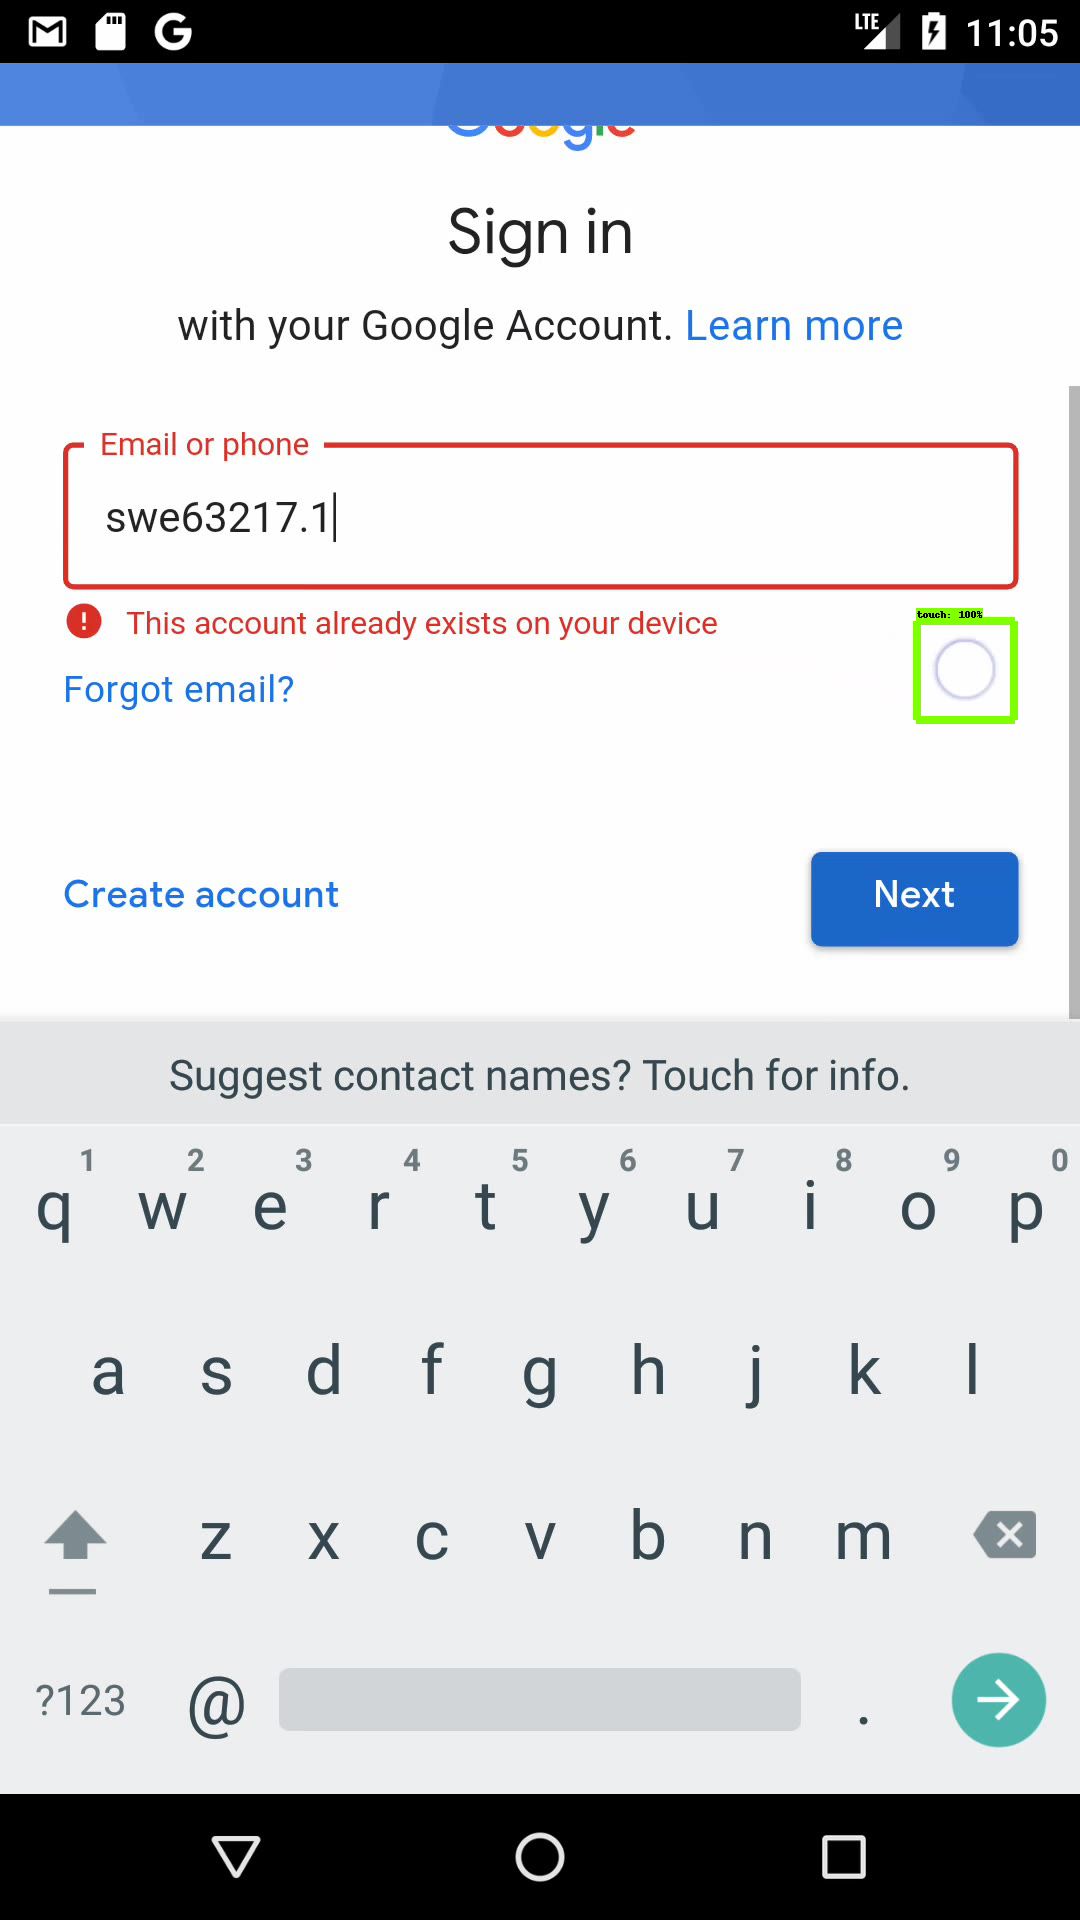 LTE 11:05
Google
Sign in
with your Google Account. Learn more
Email or phone
swe63217.1
This account already exists on your device
touch: 100%
Forgot email?
Create account
Next
Suggest contact names? Touch for info.
1 2 3 4 5 6 7 8 9 0
q w e r t y u i o p
a s d f g h j k l
z x c v b n m
?123 @ .